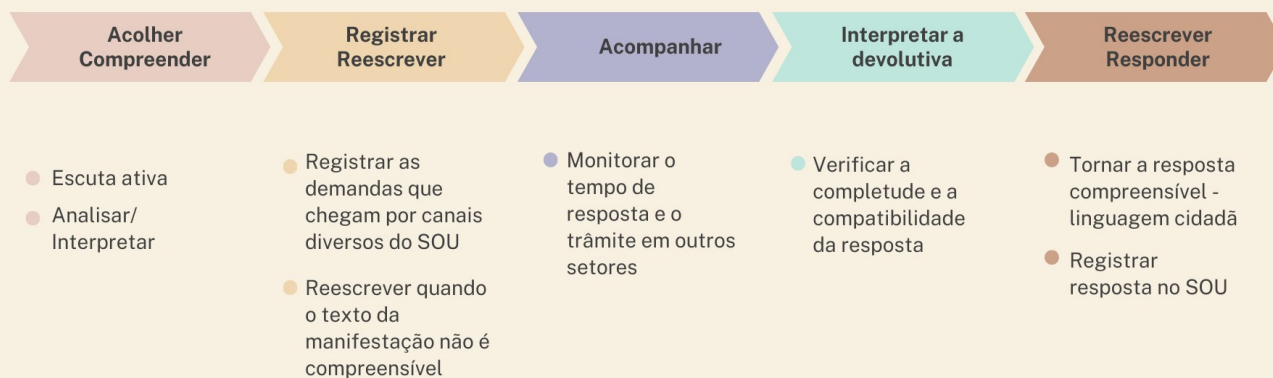 Acolher
Compreender
Registrar
Reescrever
Acompanhar
Interpretar a
devolutiva
Reescrever
Responder
Escuta ativa
Analisar/
Interpretar
Registrar as
demandas que
chegam por canais
diversos do SOU
Reescrever quando
o texto da
manifestação não é
compreensível
Monitorar o
tempo de
resposta e o
trâmite em outros
setores
Verificar a
completude e a
compatibilidade
da resposta
Tornar a resposta
compreensível -
linguagem cidadã
Registrar
resposta no SOU